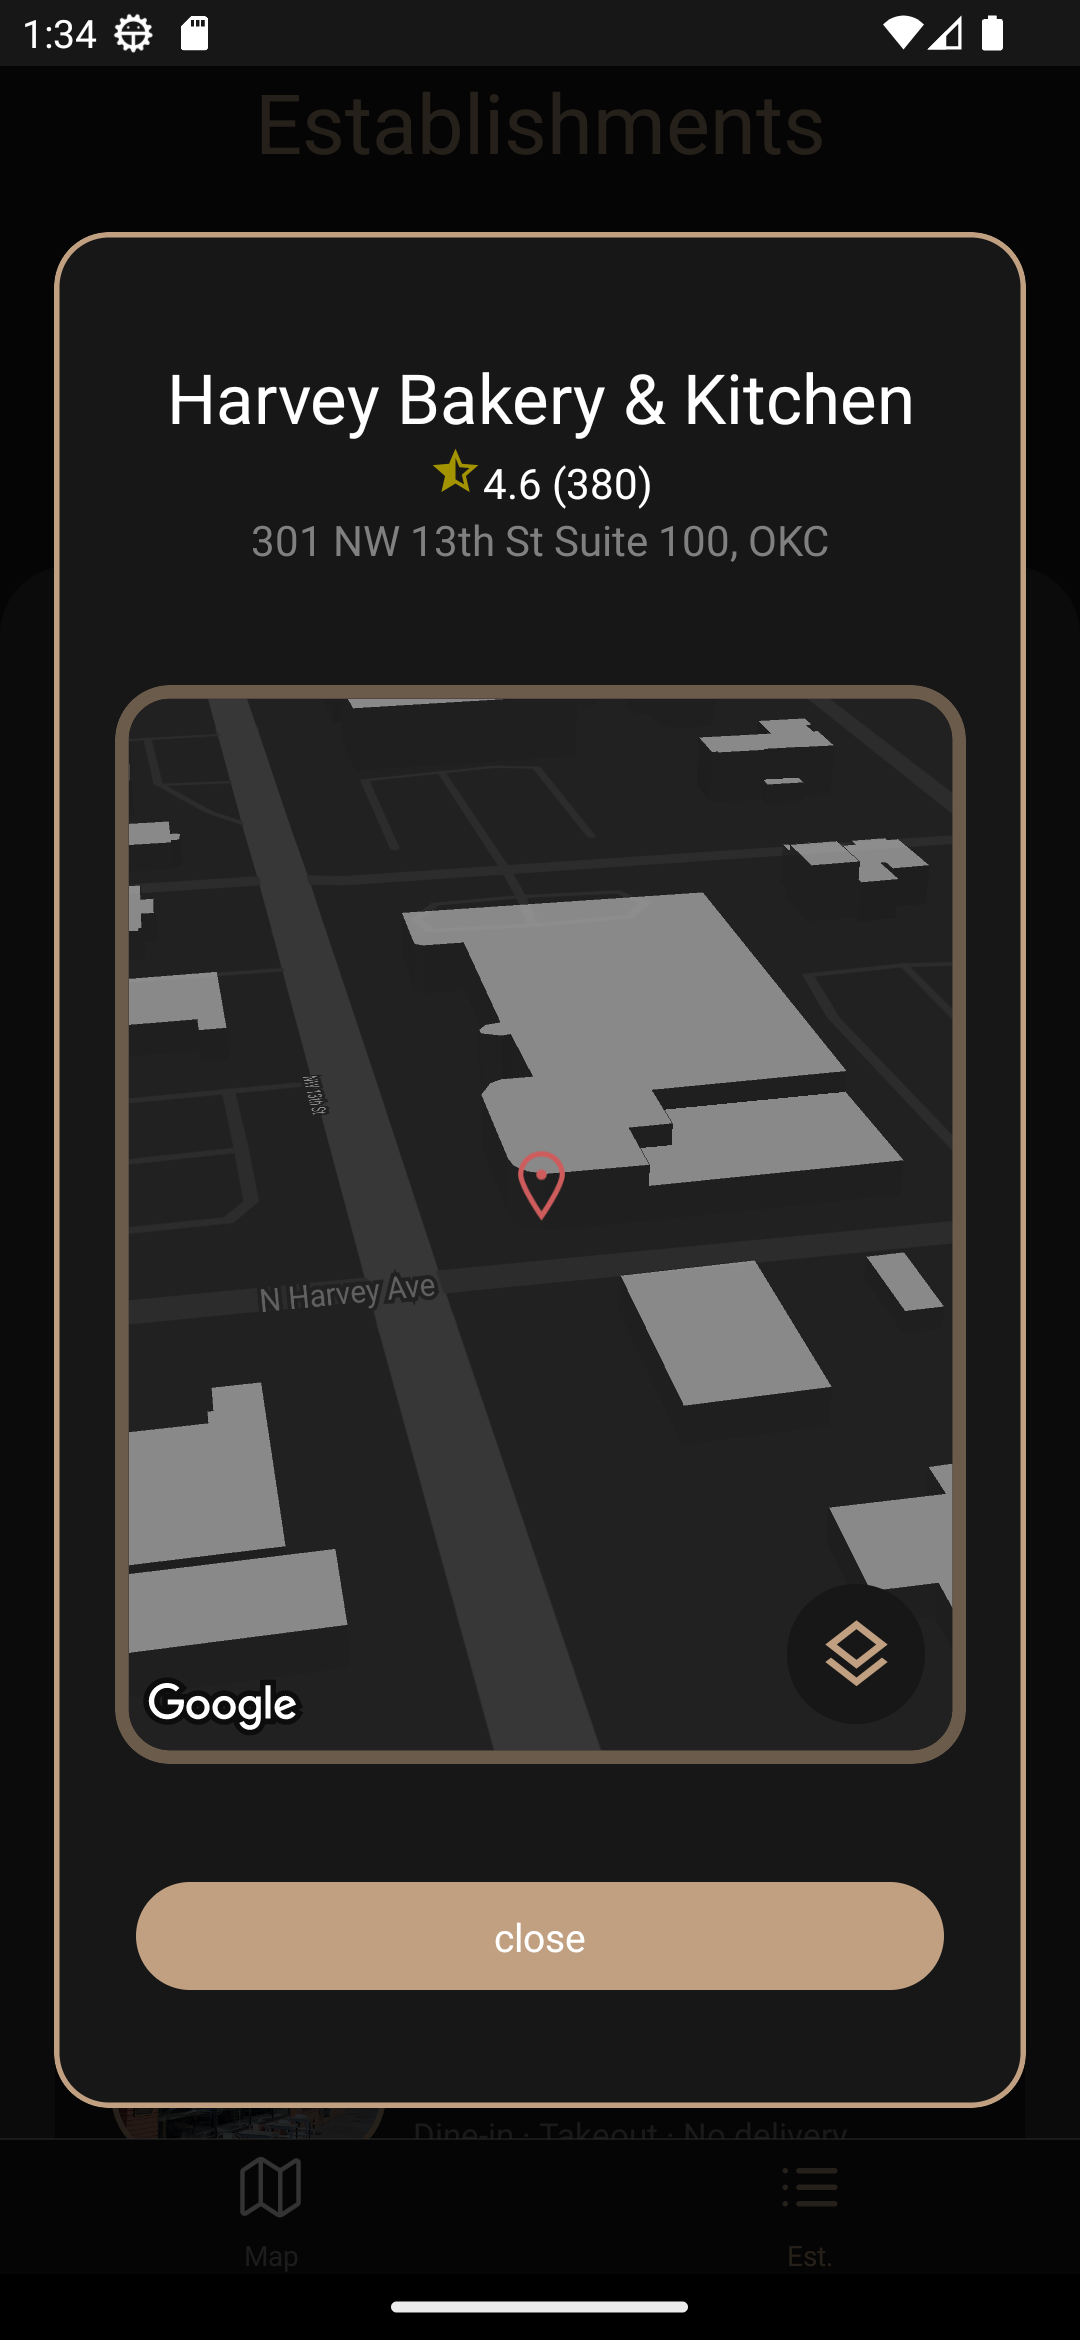 1:34
Establishments
Harvey Bakery & Kitchen
4.6 (380)
301 NW 13th St Suite 100, OKC
NW 13th St
N Harvey Ave
Google
close
Dine-in · Takeout · No delivery
Map
Est.